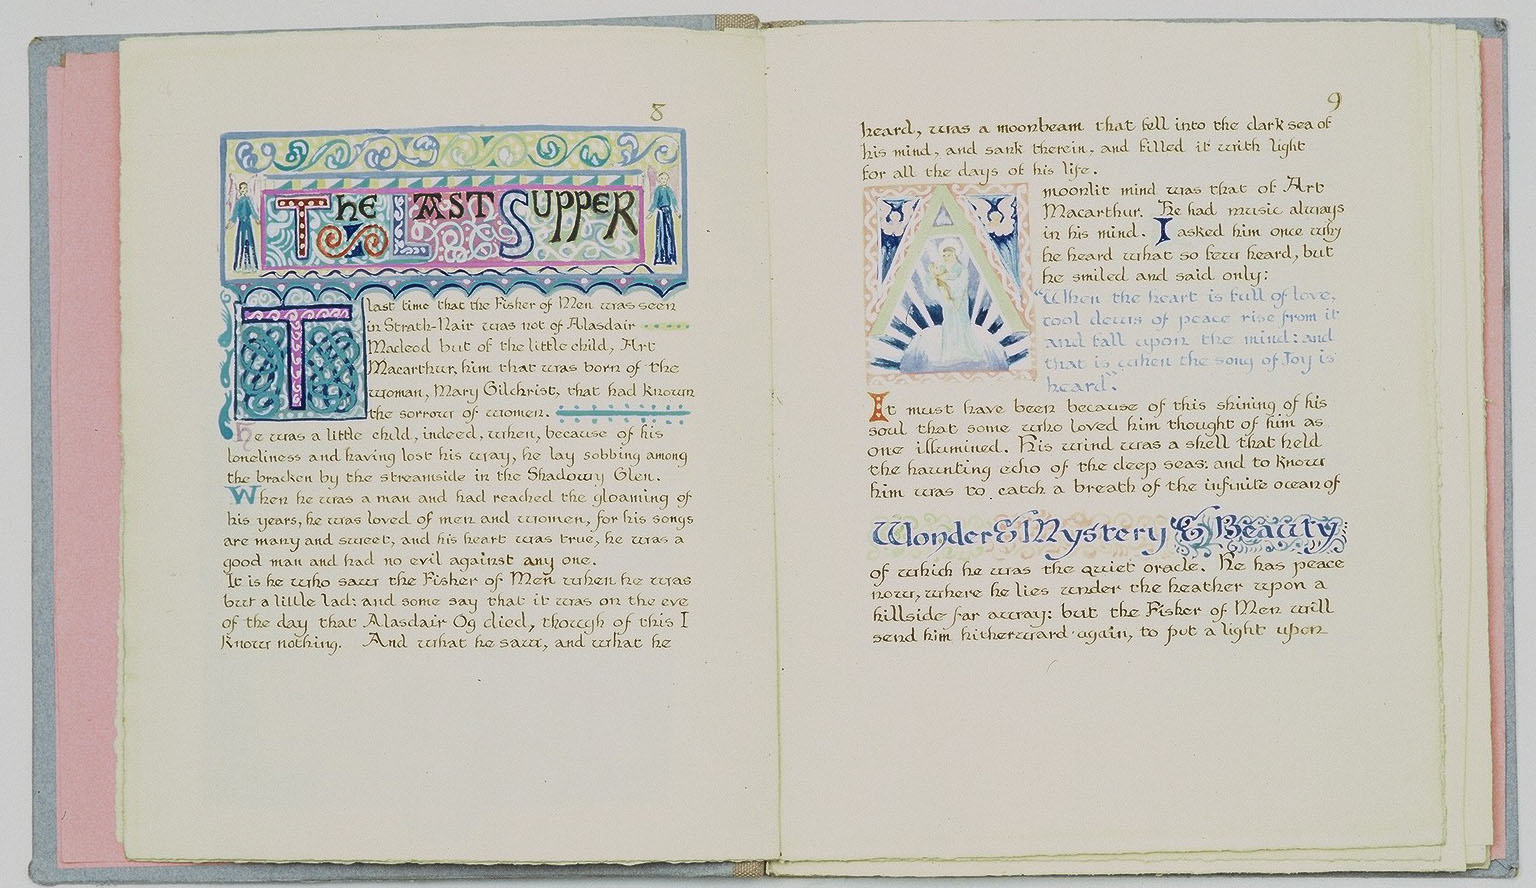 8
The Last Supper
The last time that the Fisher of Men was seen
in Strath-Nair was not of Alasdair
Macleod but of the little child, Art
Macarthur, him that was born of the
woman, Mary Gilchrist, that had known
the sorrow of women.
He was a little child, indeed, when, because of his
loneliness and having lost his way, he lay sobbing among
the bracken by the streamside in the Shadowy Glen.
When he was a man and had reached the gloaming of
his years, he was loved of men and women, for his songs
are many and sweet, and his heart was true, he was a
good man and had no evil against any one.
It is he who saw the Fisher of Men when he was
but a little lad: and some say that it was on the eve
of the day that Alasdair Og died, though of this I
know nothing. And what he saw, and what he
9
heard, was a moonbeam that fell into the dark sea of
his mind, and sank therein, and filled it with light
for all the days of his life.
A moonlit mind was that of Art
Macarthur. He had music always
in his mind. I asked him once why
he heard what so few heard, but
he smiled and said only:
"When the heart is full of love,
cool dews of peace rise from it
and fall upon the mind: and
that is when the song of Joy is
heard".
It must have been because of this shining of his
soul that some who loved him thought of him as
one illumined. His mind was a shell that held
the haunting echo of the deep seas: and to know
him was to catch a breath of the infinite ocean of
Wonder & Mystery & Beauty
of which he was the quiet oracle. He has peace
now, where he lies under the heather upon a
hillside far away: but the Fisher of Men will
send him hitherward again, to put a light upon